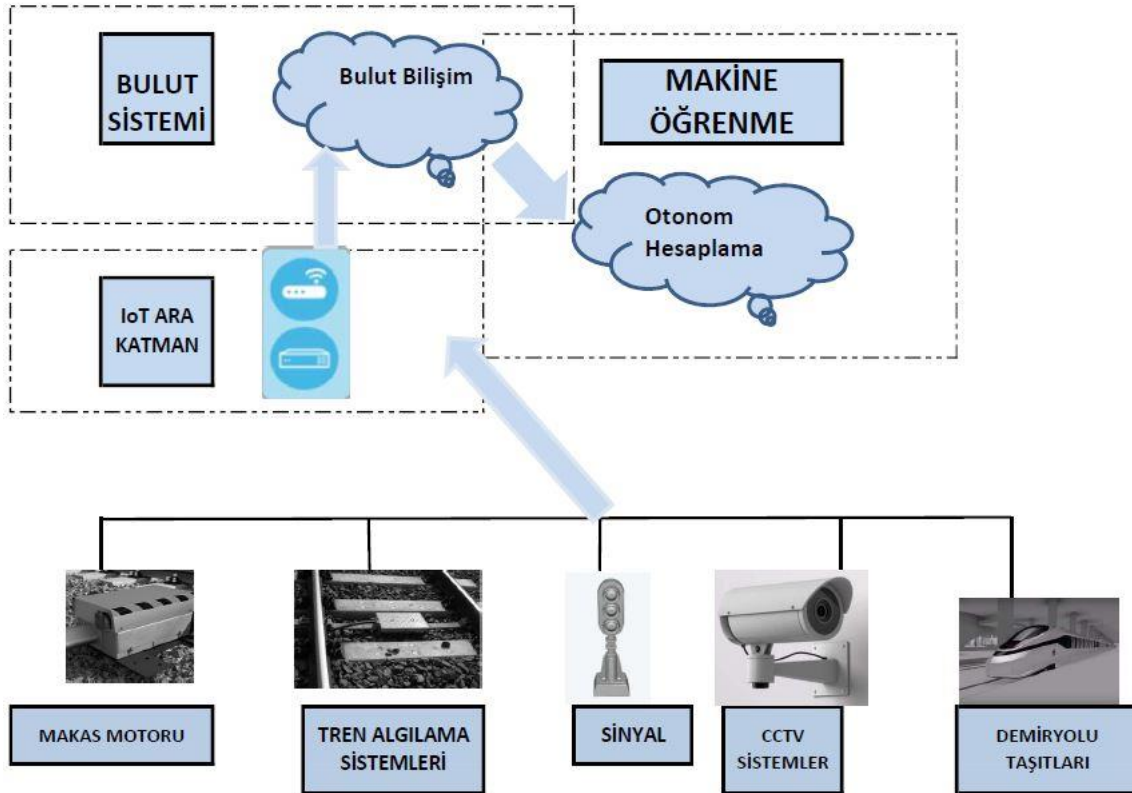 BULUT
SİSTEMİ
Bulut Bilişim
MAKİNE
ÖĞRENME
Otonom
Hesaplama
IoT ARA
KATMAN
MAKAS MOTORU
TREN ALGILAMA
SİSTEMLERİ
SİNYAL
CCTV
SİSTEMLER
DEMİRYOLU
TAŞITLARI